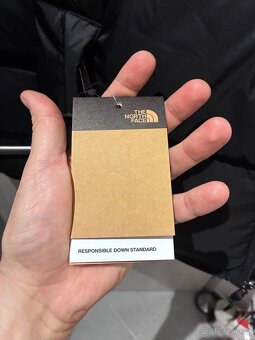 THE
NORTH
FACE
RESPONSIBLE DOWN STANDARD